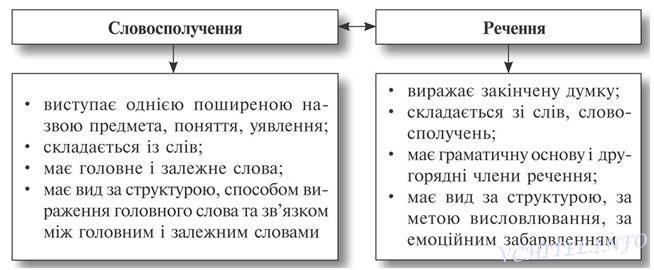 Словосполучення
Речення
• виступає однією поширеною на-
звою предмета, поняття, уявлення;
• складається із слів;
• має головне і залежне слова;
• має вид за структурою, способом ви-
раження головного слова та зв’язком
між головним і залежним словами
• виражає закінчену думку;
• складається зі слів, слово-
сполучень;
• має граматичну основу і дру-
горядні члени речення;
• має вид за структурою, за
метою висловлювання, за
емоційним забарвленням
YCHITEL.INFO